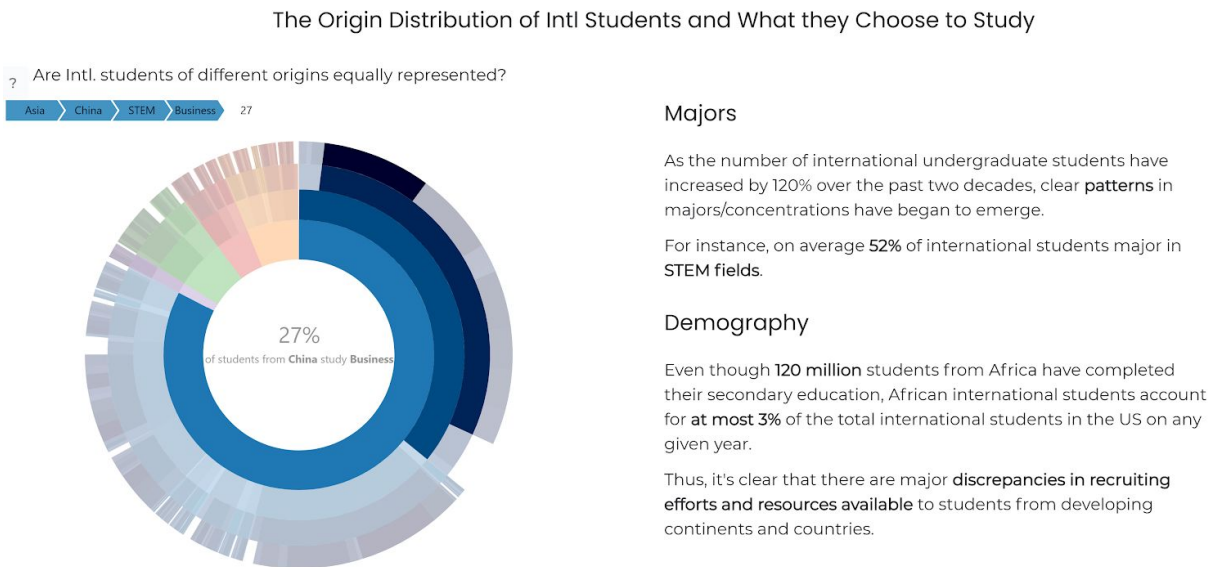 The Origin Distribution of Intl Students and What they Choose to Study
? Are Intl. students of different origins equally represented?
Asia China STEM Business 27
27%
of students from China study Business
Majors
As the number of international undergraduate students have
increased by 120% over the past two decades, clear patterns in
majors/concentrations have began to emerge.
For instance, on average 52% of international students major in
STEM fields.
Demography
Even though 120 million students from Africa have completed
their secondary education, African international students account
for at most 3% of the total international students in the US on any
given year.
Thus, it's clear that there are major discrepancies in recruiting
efforts and resources available to students from developing
continents and countries.